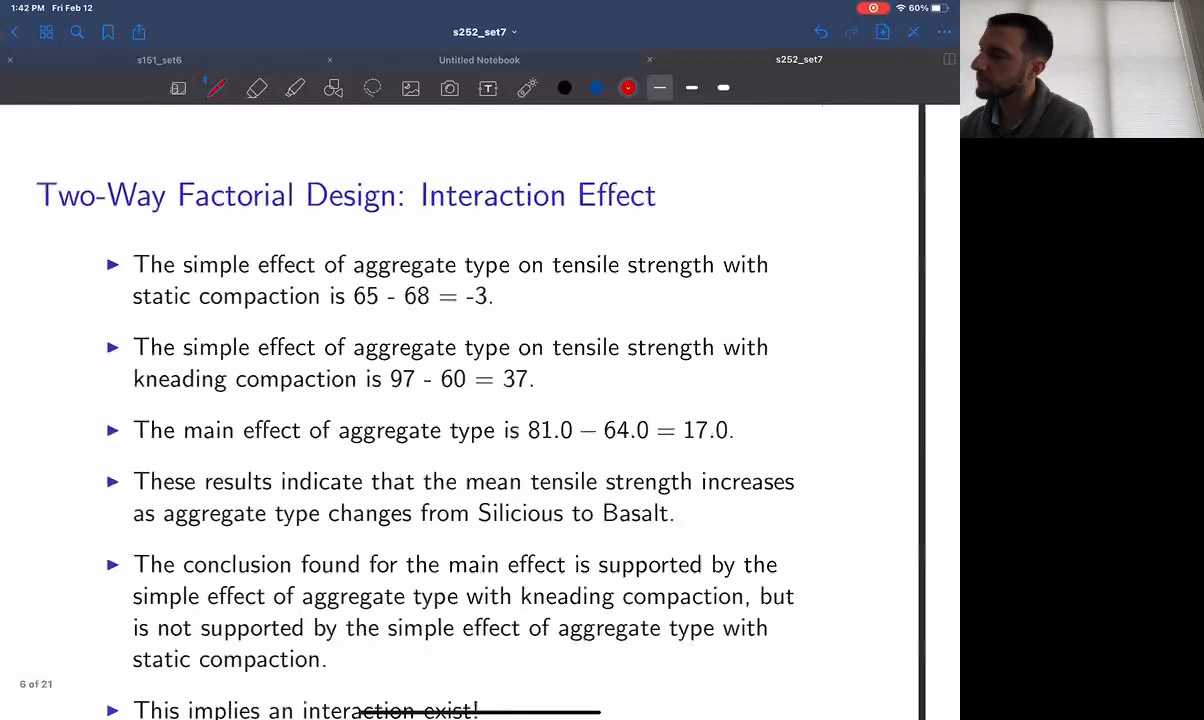 1:42 PM Fri Feb 12
60%
s252_set7
s151_set6
Untitled Notebook
s252_set7
Two-Way Factorial Design: Interaction Effect
The simple effect of aggregate type on tensile strength with
static compaction is 65 - 68 = -3.
The simple effect of aggregate type on tensile strength with
kneading compaction is 97 - 60 = 37.
The main effect of aggregate type is 81.0 − 64.0 = 17.0.
These results indicate that the mean tensile strength increases
as aggregate type changes from Silicious to Basalt.
The conclusion found for the main effect is supported by the
simple effect of aggregate type with kneading compaction, but
is not supported by the simple effect of aggregate type with
static compaction.
6 of 21
This implies an interaction exist!